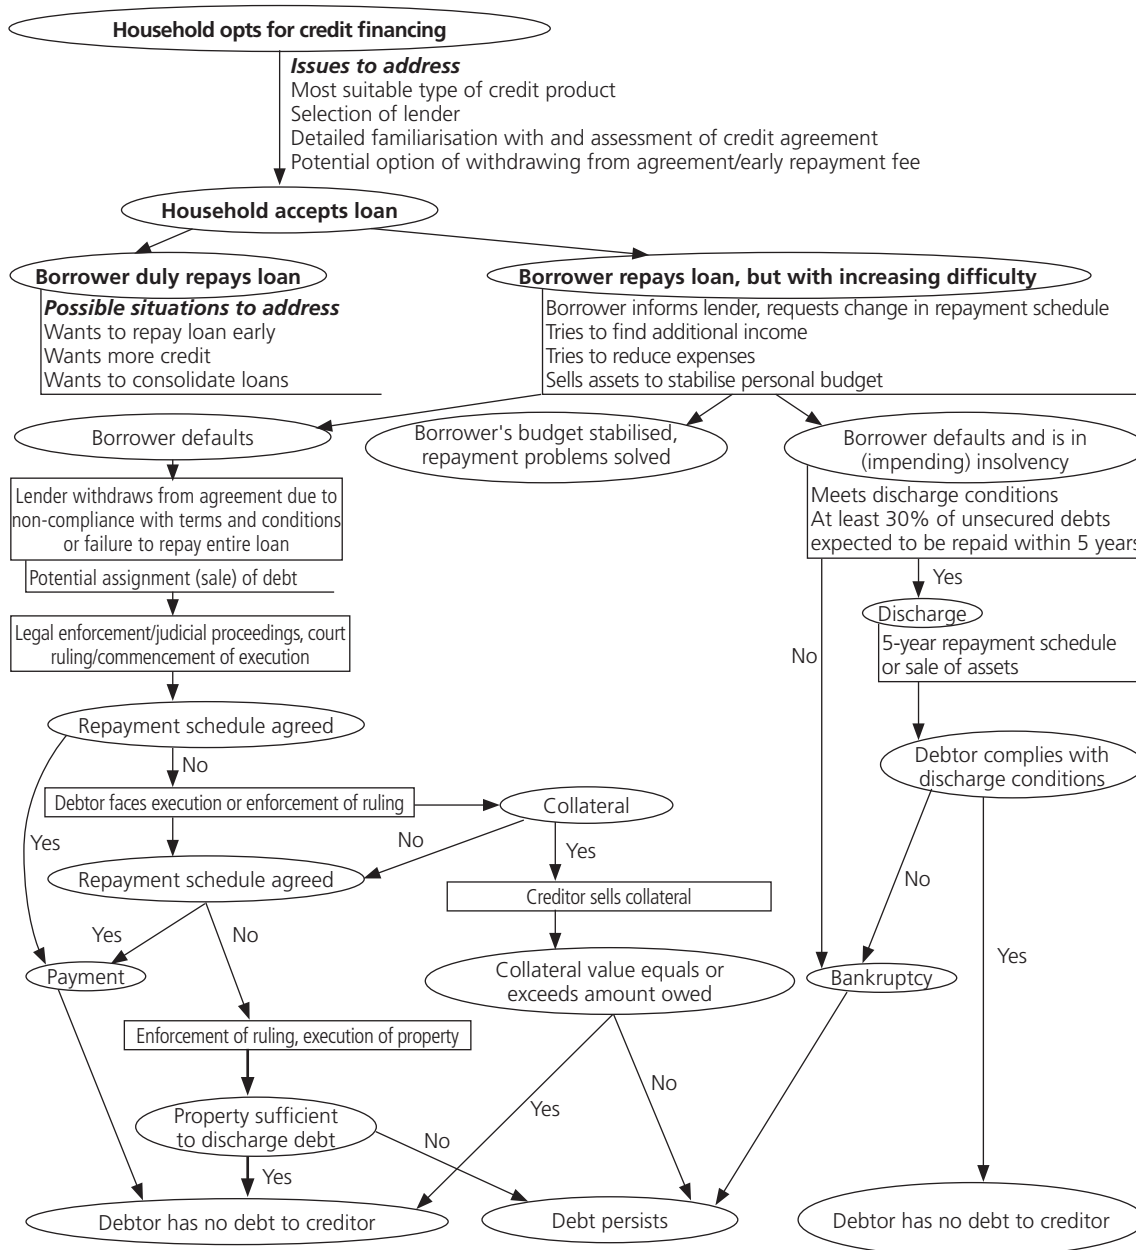 Household opts for credit financing
Issues to address
Most suitable type of credit product
Selection of lender
Detailed familiarisation with and assessment of credit agreement
Potential option of withdrawing from agreement/early repayment fee
Household accepts loan
Borrower duly repays loan
Possible situations to address
Wants to repay loan early
Wants more credit
Wants to consolidate loans
Borrower repays loan, but with increasing difficulty
Borrower informs lender, requests change in repayment schedule
Tries to find additional income
Tries to reduce expenses
Sells assets to stabilise personal budget
Borrower defaults
Borrower's budget stabilised,
repayment problems solved
Borrower defaults and is in
(impending) insolvency
Lender withdraws from agreement due to
non-compliance with terms and conditions
or failure to repay entire loan
Meets discharge conditions
At least 30% of unsecured debts
expected to be repaid within 5 years
Potential assignment (sale) of debt
Yes
Discharge
Legal enforcement/judicial proceedings, court
ruling/commencement of execution
No
5-year repayment schedule
or sale of assets
Repayment schedule agreed
Debtor complies with
discharge conditions
No
Debtor faces execution or enforcement of ruling
Collateral
Yes
No
Yes
Repayment schedule agreed
No
Creditor sells collateral
Yes
No
Payment
Collateral value equals or
exceeds amount owed
Bankruptcy
Yes
Enforcement of ruling, execution of property
No
Yes
Property sufficient
to discharge debt
No
Yes
Debtor has no debt to creditor
Debt persists
Debtor has no debt to creditor